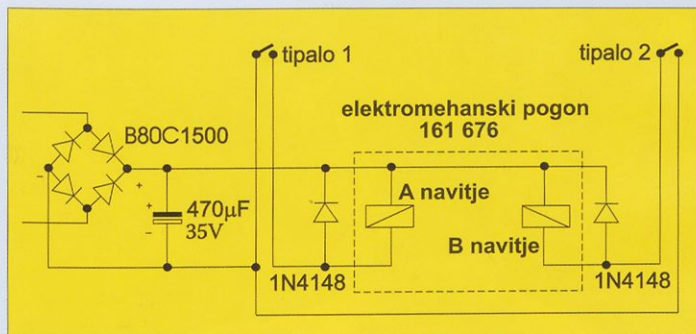 tipalo 1
tipalo 2
elektromehanski pogon
161 676
B80C1500
-
+
A navitje
+
470µF
35V
-
B navitje
1N4148
1N4148